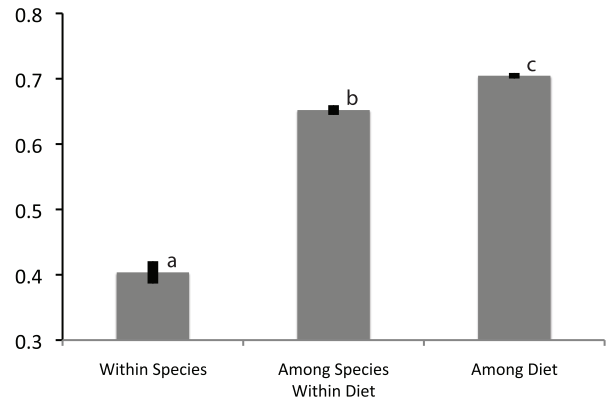 0.8
0.7
0.6
0.5
0.4
0.3
a
b
c
Within Species
Among Species
Within Diet
Among Diet